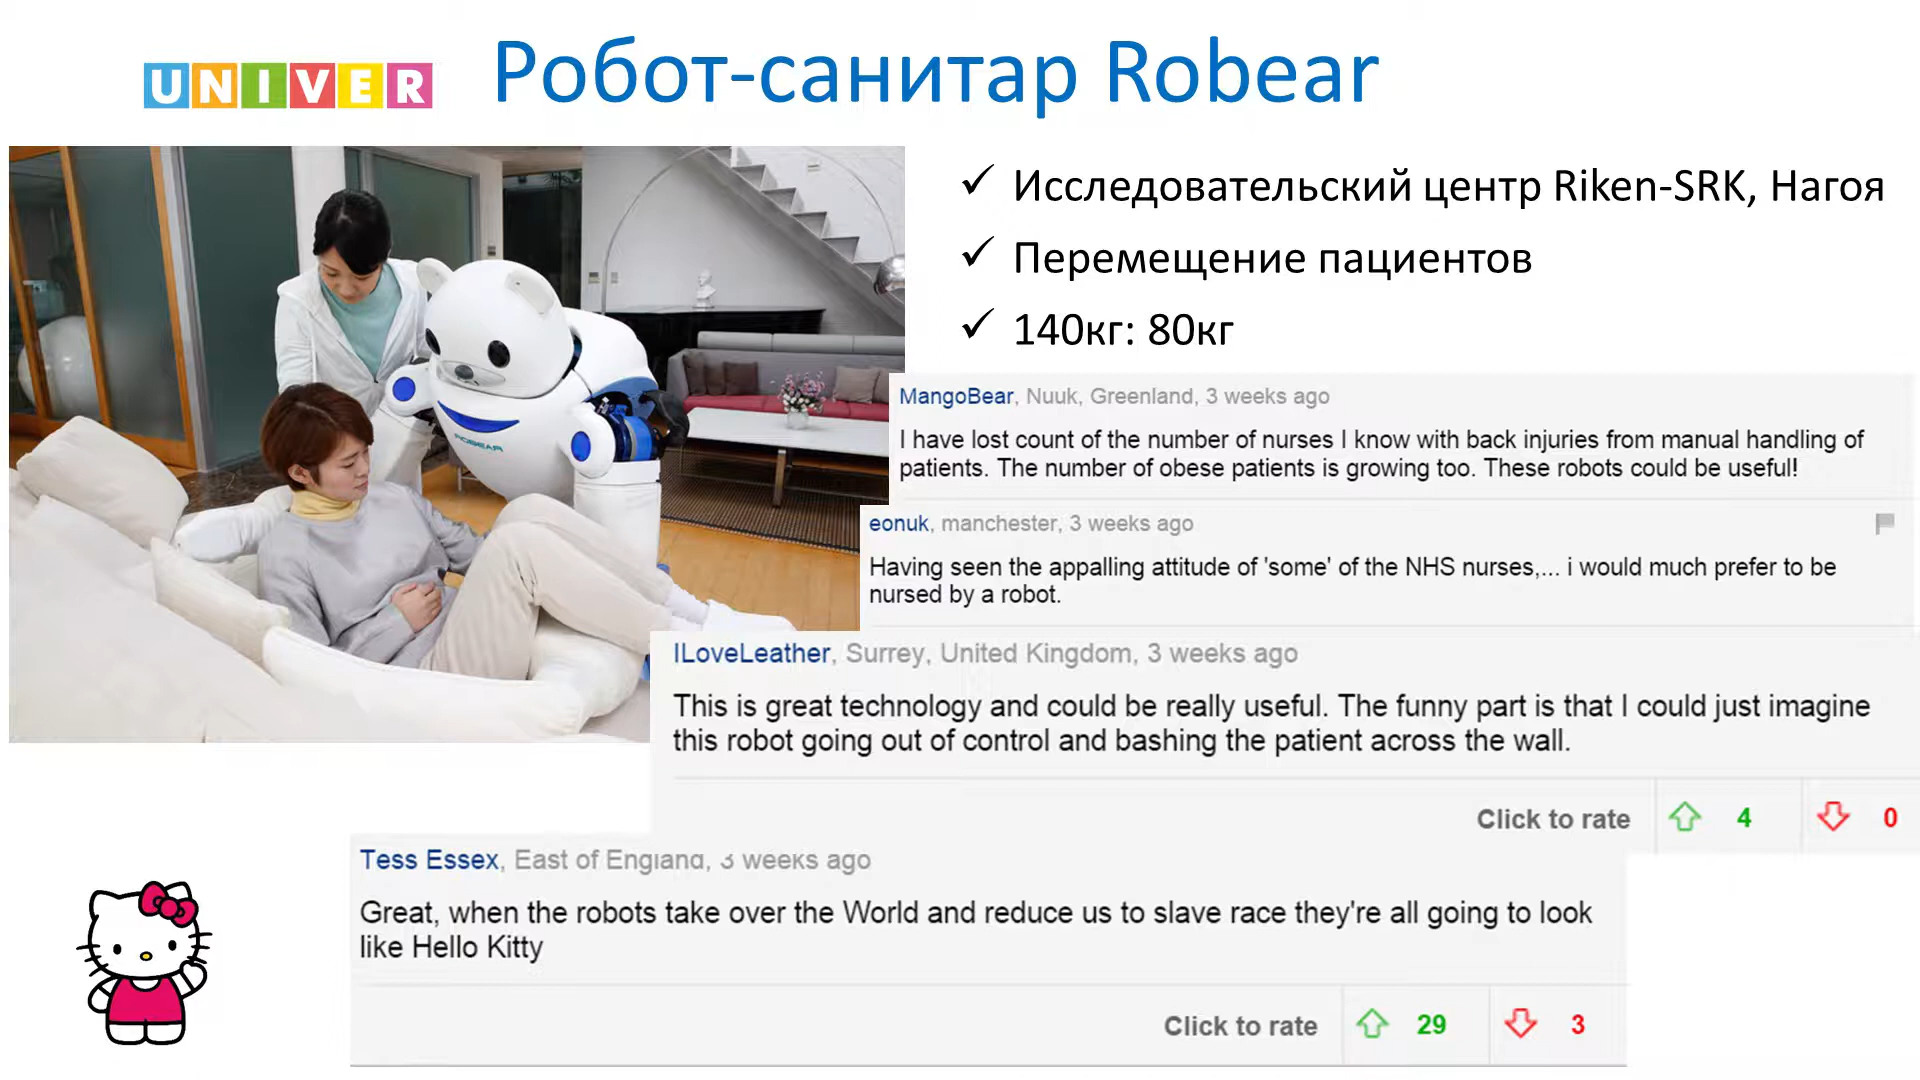 UNIVER
Робот-санитар Robear
✓ Исследовательский центр Riken-SRK, Нагоя
✓ Перемещение пациентов
✓ 140кг: 80кг
ROBEAR
MangoBear, Nuuk, Greenland, 3 weeks ago
I have lost count of the number of nurses I know with back injuries from manual handling of
patients. The number of obese patients is growing too. These robots could be useful!
eonuk, manchester, 3 weeks ago
Having seen the appalling attitude of 'some' of the NHS nurses,... i would much prefer to be
nursed by a robot.
ILoveLeather, Surrey, United Kingdom, 3 weeks ago
This is great technology and could be really useful. The funny part is that I could just imagine
this robot going out of control and bashing the patient across the wall.
Click to rate 4 0
Tess Essex, East of England, 3 weeks ago
Great, when the robots take over the World and reduce us to slave race they're all going to look
like Hello Kitty
Click to rate 29 3